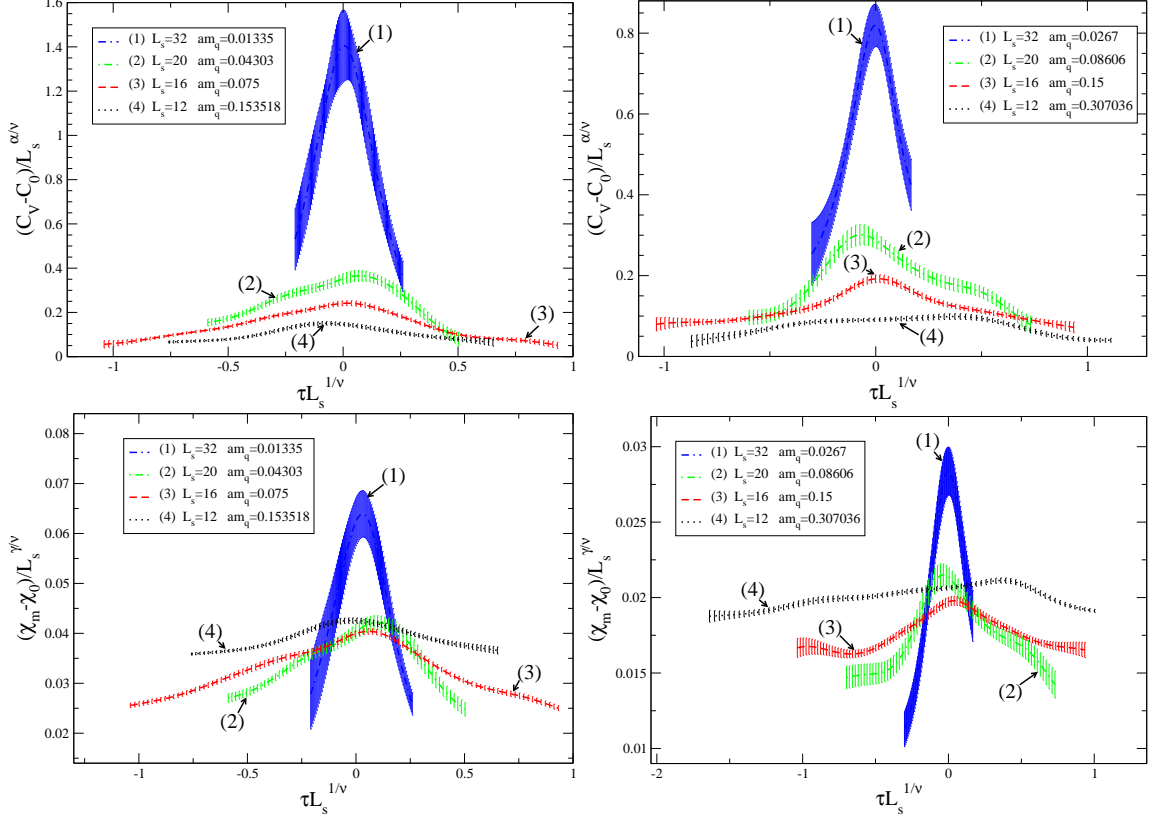 (1) L_s=32 am_q=0.01335
(2) L_s=20 am_q=0.04303
(3) L_s=16 am_q=0.075
(4) L_s=12 am_q=0.153518
(1)
(2)
(3)
(4)
0
0.2
0.4
0.6
0.8
1
1.2
1.4
1.6
(C_V-C_0)/L_s^{α/ν}
-1
-0.5
0
0.5
1
τL_s^{1/ν}
(1) L_s=32 am_q=0.0267
(2) L_s=20 am_q=0.08606
(3) L_s=16 am_q=0.15
(4) L_s=12 am_q=0.307036
(1)
(2)
(3)
(4)
0
0.2
0.4
0.6
0.8
(C_V-C_0)/L_s^{α/ν}
-1
0
1
τL_s^{1/ν}
(1) L_s=32 am_q=0.01335
(2) L_s=20 am_q=0.04303
(3) L_s=16 am_q=0.075
(4) L_s=12 am_q=0.153518
(1)
(4)
(3)
(2)
0.02
0.03
0.04
0.05
0.06
0.07
0.08
(χ_m-χ_0)/L_s^{γ/ν}
-1
-0.5
0
0.5
1
τL_s^{1/ν}
(1) L_s=32 am_q=0.0267
(2) L_s=20 am_q=0.08606
(3) L_s=16 am_q=0.15
(4) L_s=12 am_q=0.307036
(1)
(4)
(3)
(2)
0.01
0.015
0.02
0.025
0.03
(χ_m-χ_0)/L_s^{γ/ν}
-2
-1
0
1
τL_s^{1/ν}